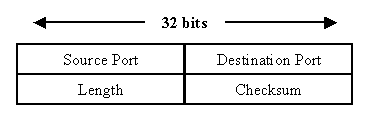 32 bits
Source Port Destination Port
Length Checksum